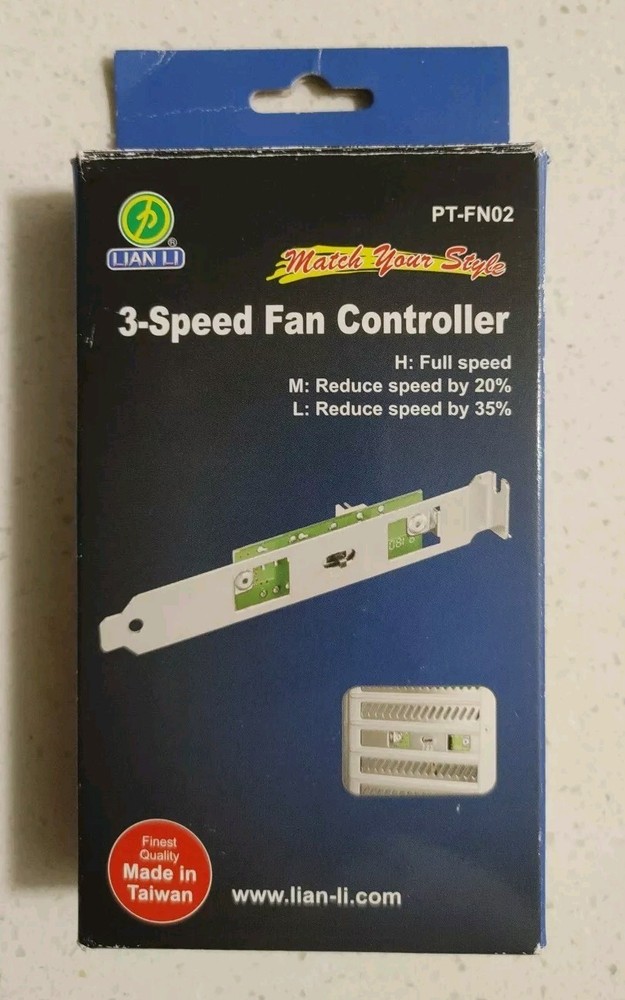 PT-FN02
LIAN LI ®
Match Your Style
3-Speed Fan Controller
H: Full speed
M: Reduce speed by 20%
L: Reduce speed by 35%
Finest
Quality
Made in
Taiwan
www.lian-li.com